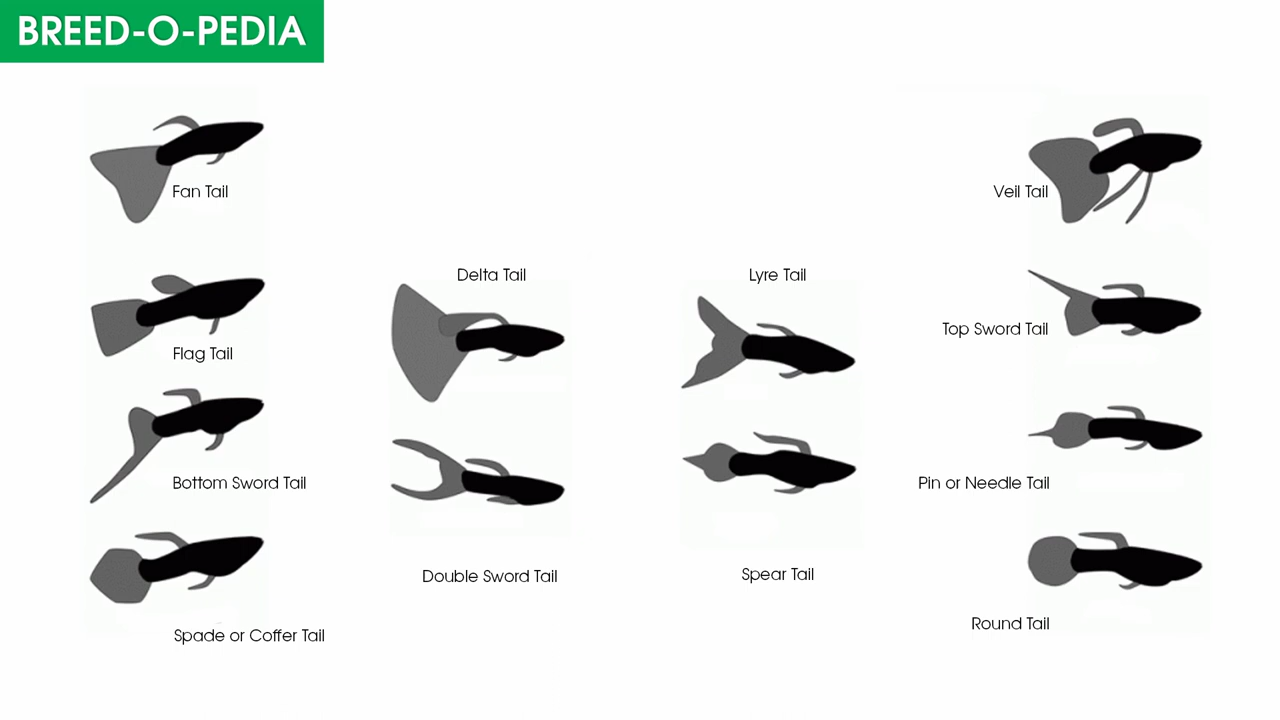 BREED-O-PEDIA
Fan Tail
Flag Tail
Bottom Sword Tail
Spade or Coffer Tail
Delta Tail
Double Sword Tail
Lyre Tail
Spear Tail
Veil Tail
Top Sword Tail
Pin or Needle Tail
Round Tail